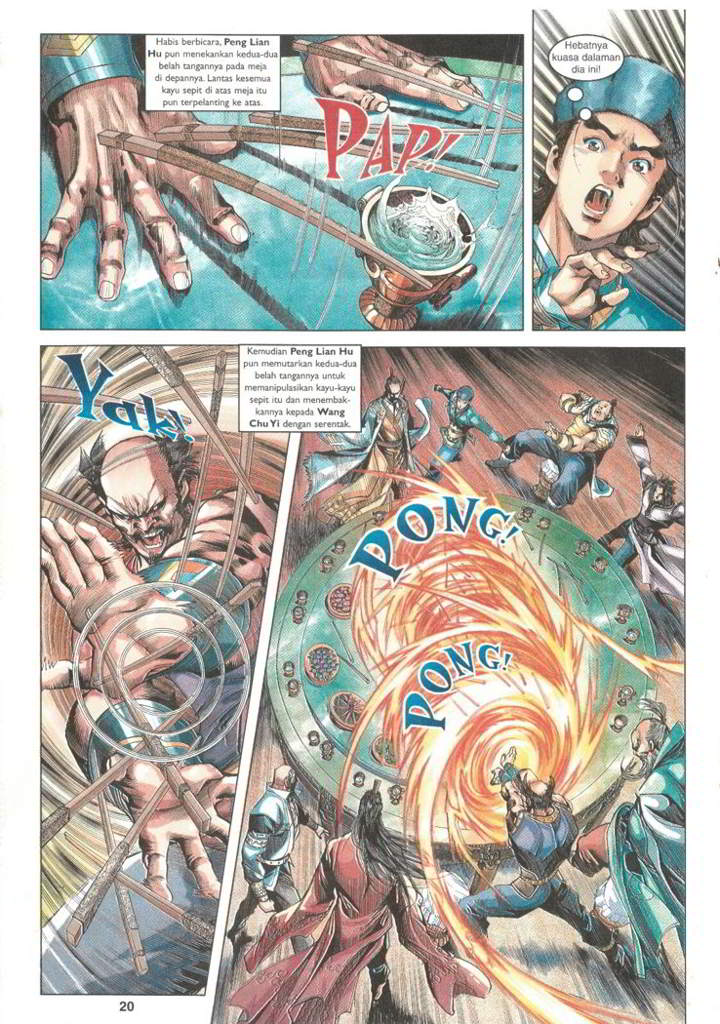 Habis berbicara, Peng Lian
Hu pun menekankan kedua-dua
belah tangannya pada meja
di depannya. Lantas kesemua
kayu sepit di atas meja itu
pun terpelanting ke atas.
PAP!
Hebatnya
kuasa dalaman
dia ini!
Yak!
Kemudian Peng Lian Hu
pun memutarkan kedua-dua
belah tangannya untuk
memanipulasikan kayu-kayu
sepit itu dan menembak-
kannya kepada Wang
Chu Yi dengan serentak.
PONG!
PONG!
20